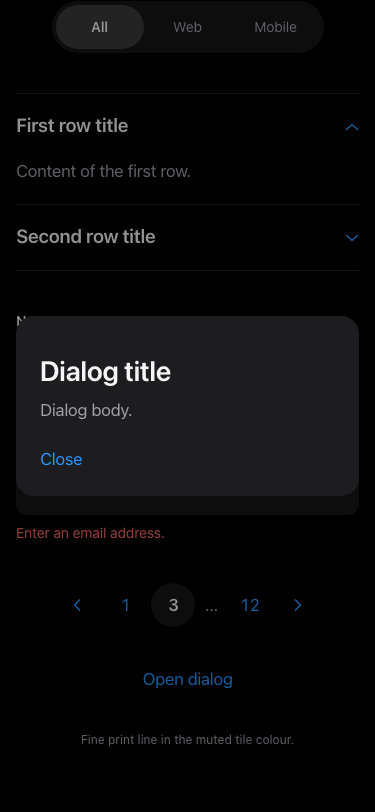 All
Web
Mobile
First row title
Content of the first row.
Second row title
Dialog title
Dialog body.
Close
Enter an email address.
1
3
...
12
Open dialog
Fine print line in the muted tile colour.